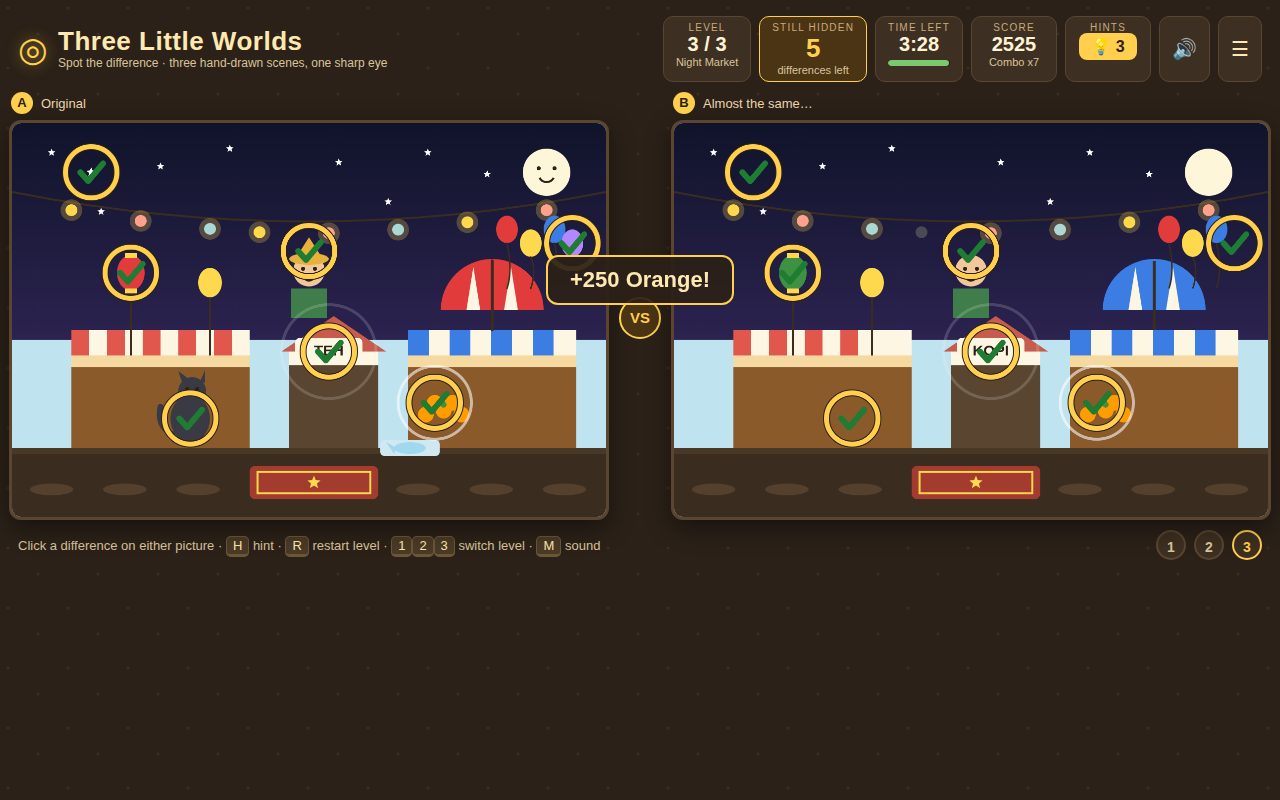 Three Little Worlds
Spot the difference · three hand-drawn scenes, one sharp eye
LEVEL
3 / 3
Night Market
STILL HIDDEN
5
differences left
TIME LEFT
3:28
SCORE
2525
Combo x7
HINTS
3
A Original
B Almost the same…
+250 Orange!
VS
TEH
KOPI
Click a difference on either picture · H hint · R restart level · 1 2 3 switch level · M sound
1 2 3